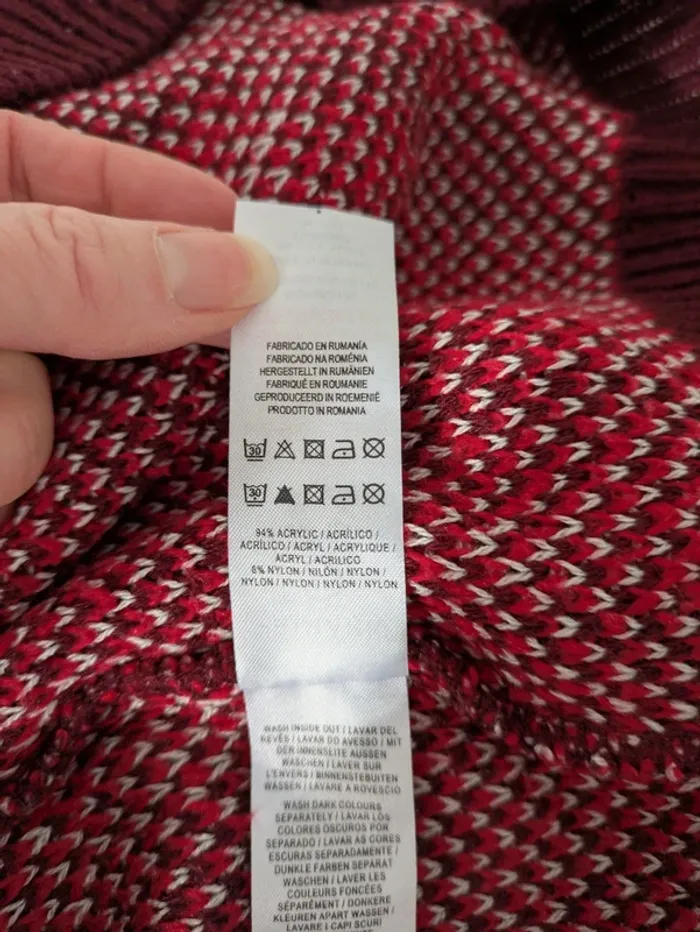 FABRICADO EN RUMANÍA
FABRICADO NA ROMÉNIA
HERGESTELLT IN RUMÄNIEN
FABRIQUÉ EN ROUMANIE
GEPRODUCEERD IN ROEMENIË
PRODOTTO IN ROMANIA
30
30
94% ACRYLIC / ACRÍLICO /
ACRÍLICO / ACRYL / ACRYLIQUE /
ACRYL / ACRILICO
6% NYLON / NILÓN / NYLON /
NYLON / NYLON / NYLON / NYLON
WASH INSIDE OUT / LAVAR DEL
REVÉS / LAVAR DO AVESSO / MIT
DER INNENSEITE AUSSEN
WASCHEN / LAVER SUR
L'ENVERS / BINNENSTEBUITEN
WASSEN / LAVARE A ROVESCIO
WASH DARK COLOURS
SEPARATELY / LAVAR LOS
COLORES OSCUROS POR
SEPARADO / LAVAR AS CORES
ESCURAS SEPARADAMENTE /
DUNKLE FARBEN SEPARAT
WASCHEN / LAVER LES
COULEURS FONCÉES
SÉPARÉMENT / DONKERE
KLEUREN APART WASSEN /
LAVARE I CAPI SCURI